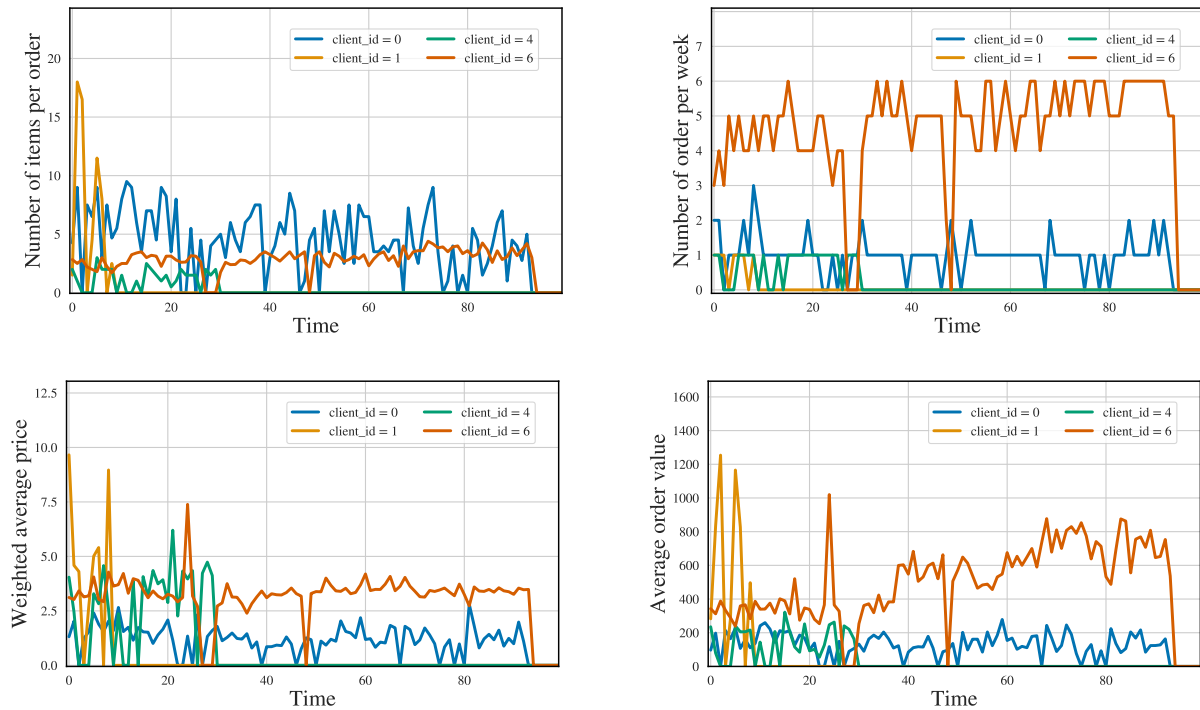 Number of items per order
20
15
10
5
0
client_id = 0
client_id = 4
client_id = 1
client_id = 6
0
20
40
60
80
Time
Number of order per week
7
6
5
4
3
2
1
0
client_id = 0
client_id = 4
client_id = 1
client_id = 6
0
20
40
60
80
Time
Weighted average price
12.5
10.0
7.5
5.0
2.5
0.0
client_id = 0
client_id = 4
client_id = 1
client_id = 6
0
20
40
60
80
Time
Average order value
1600
1400
1200
1000
800
600
400
200
0
client_id = 0
client_id = 4
client_id = 1
client_id = 6
0
20
40
60
80
Time